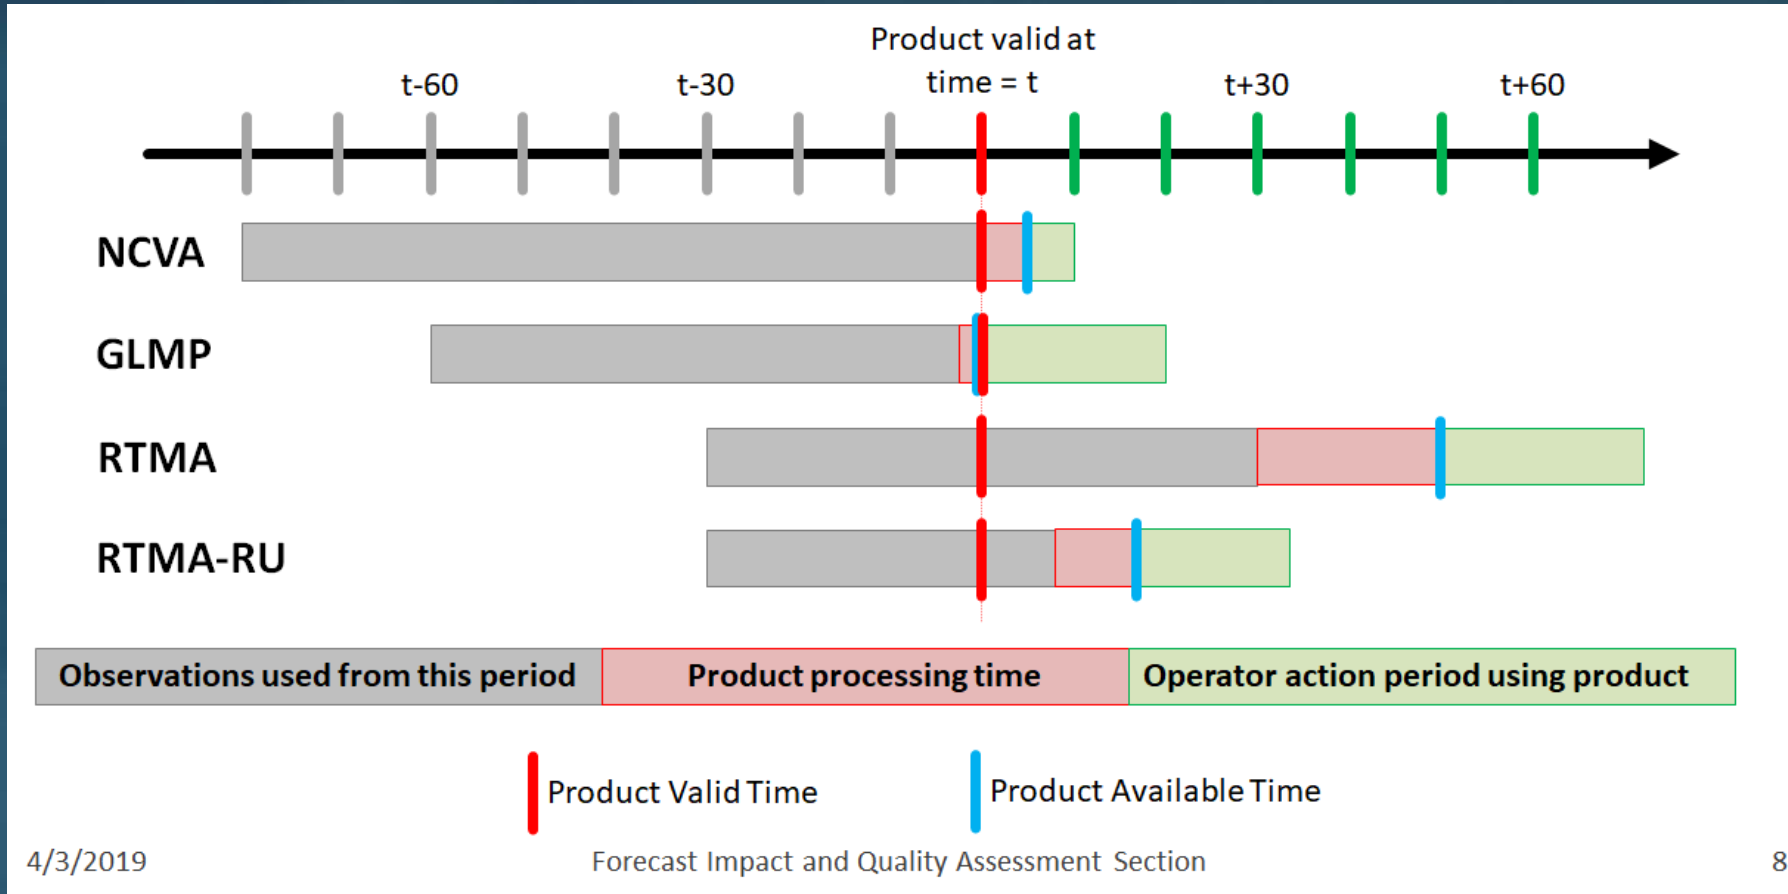 Product valid at
t-60 t-30 time = t t+30 t+60
NCVA
GLMP
RTMA
RTMA-RU
Observations used from this period Product processing time Operator action period using product
Product Valid Time Product Available Time
4/3/2019 Forecast Impact and Quality Assessment Section 8